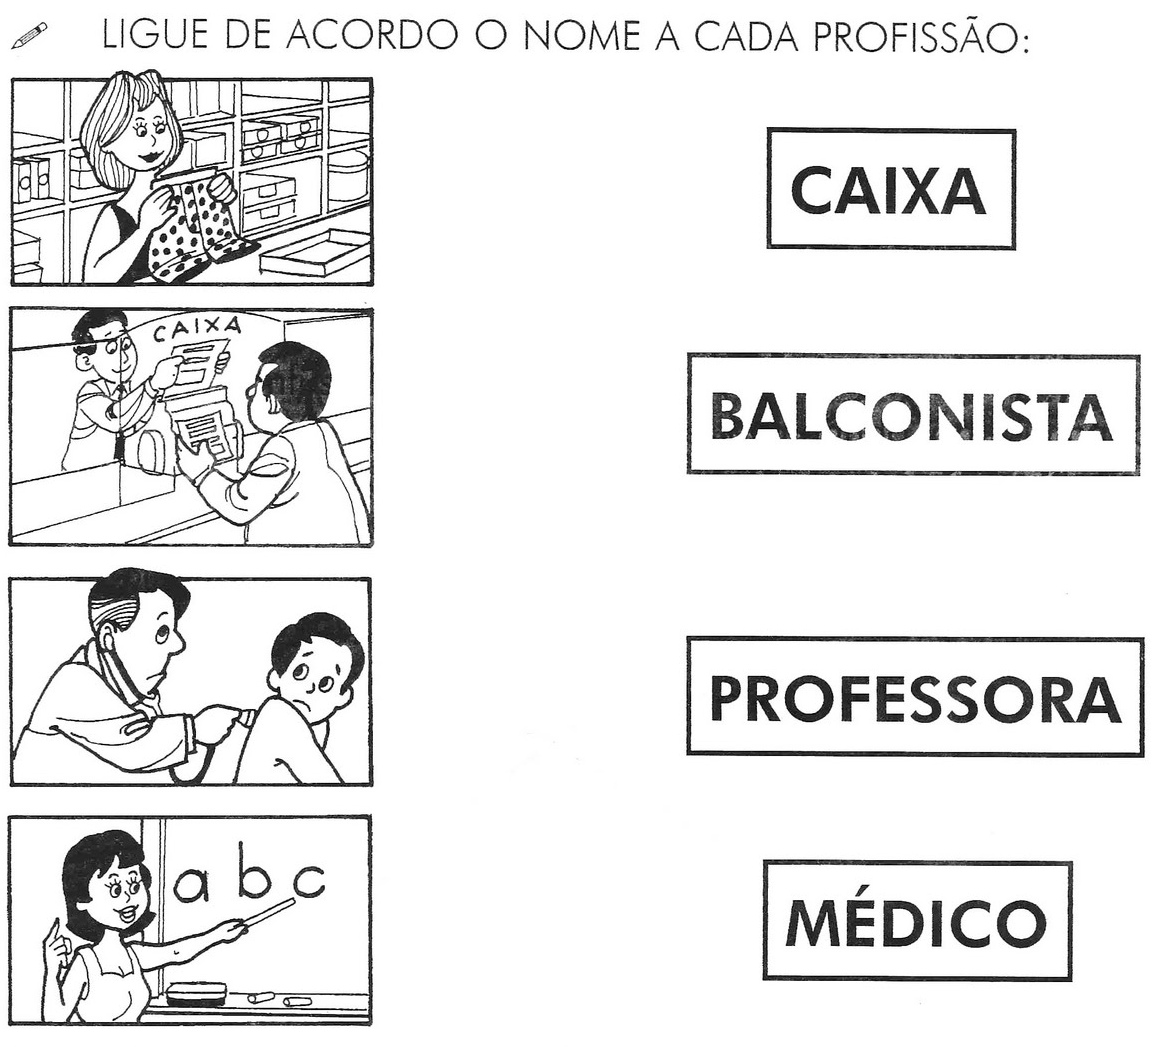 LIGUE DE ACORDO O NOME A CADA PROFISSÃO:
CAIXA
CAIXA
BALCONISTA
PROFESSORA
a b c
MÉDICO